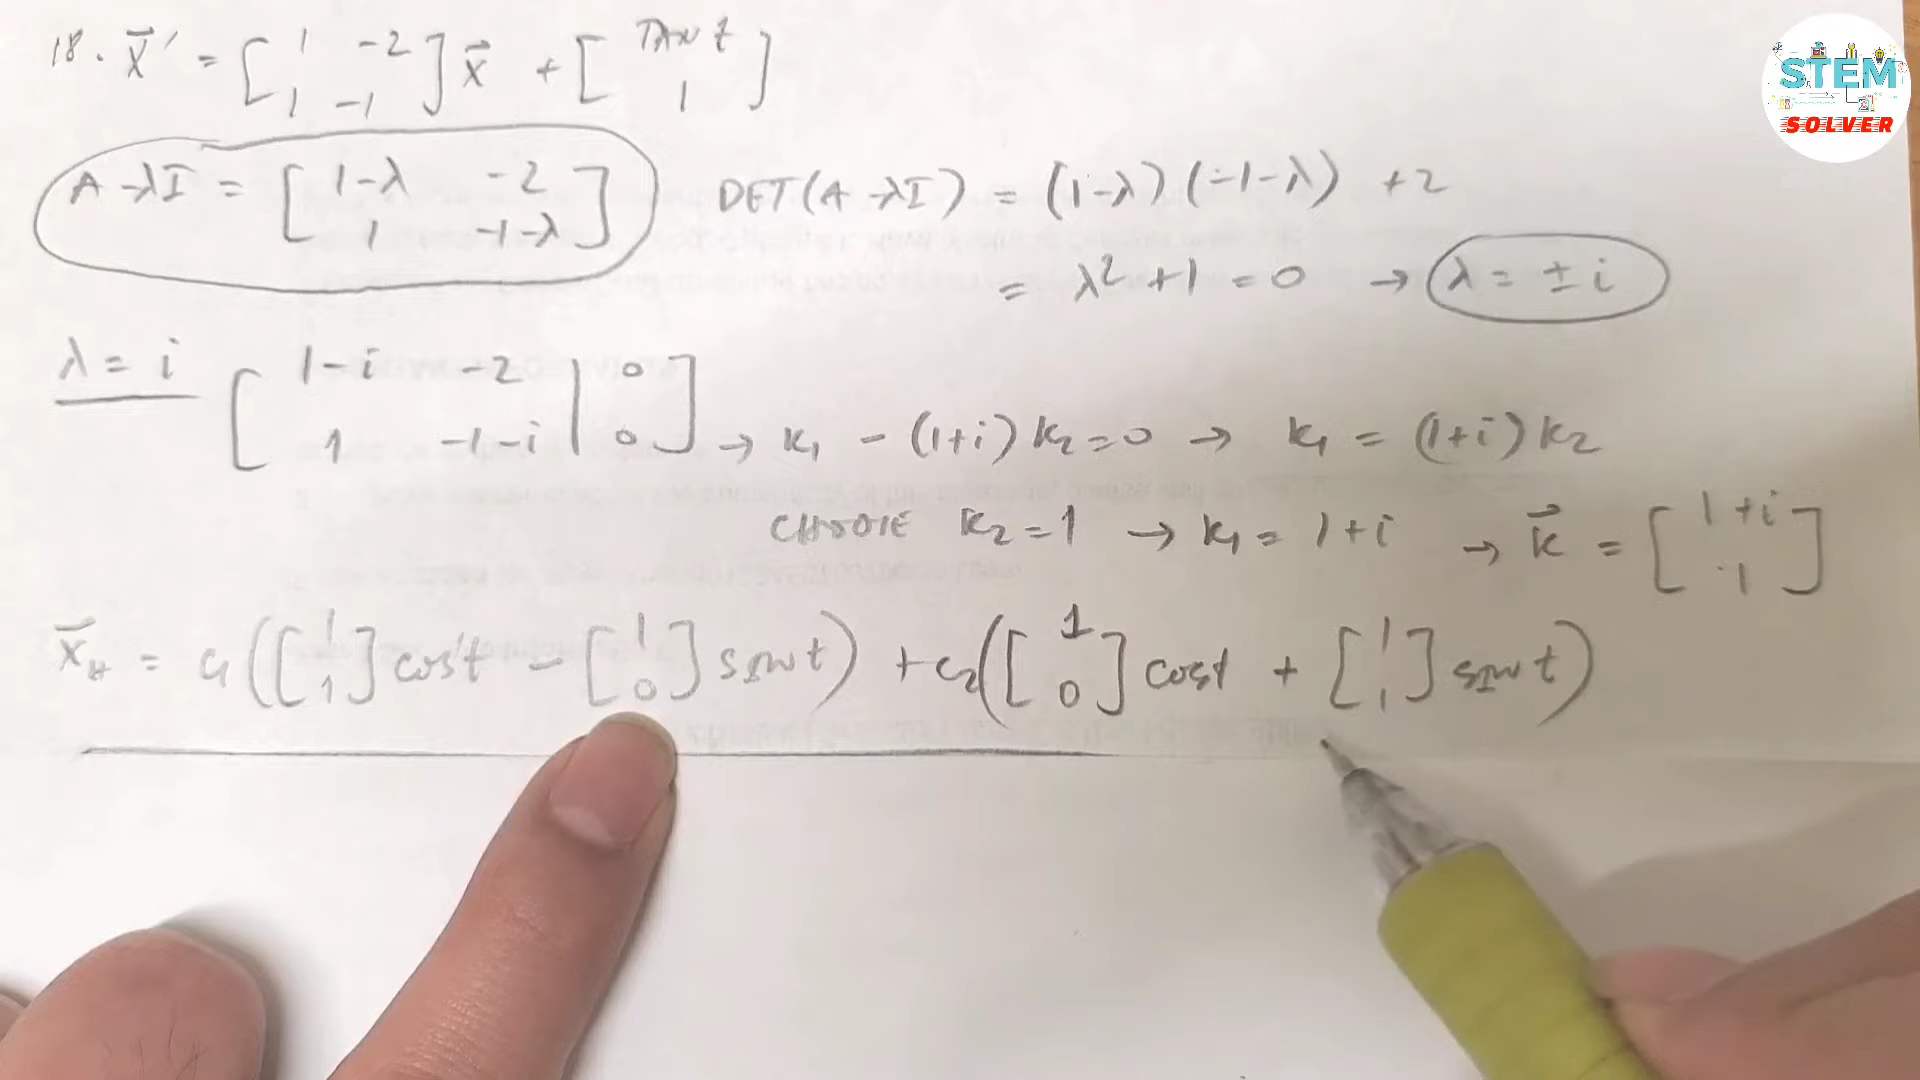 18. x⃗' = [1 -2; 1 -1] x⃗ + [TAN t; 1]
A - λI = [1-λ -2; 1 -1-λ] DET(A - λI) = (1-λ)(-1-λ) + 2
= λ² + 1 = 0 → λ = ± i
λ = i [1-i -2 | 0; 1 -1-i | 0] → k₁ - (1+i) k₂ = 0 → k₁ = (1+i) k₂
CHOOSE k₂ = 1 → k₁ = 1+i → k⃗ = [1+i; 1]
x⃗_H = c₁([1; 1] cos t - [1; 0] sin t) + c₂([1; 0] cos t + [1; 1] sin t)
STEM
SOLVER